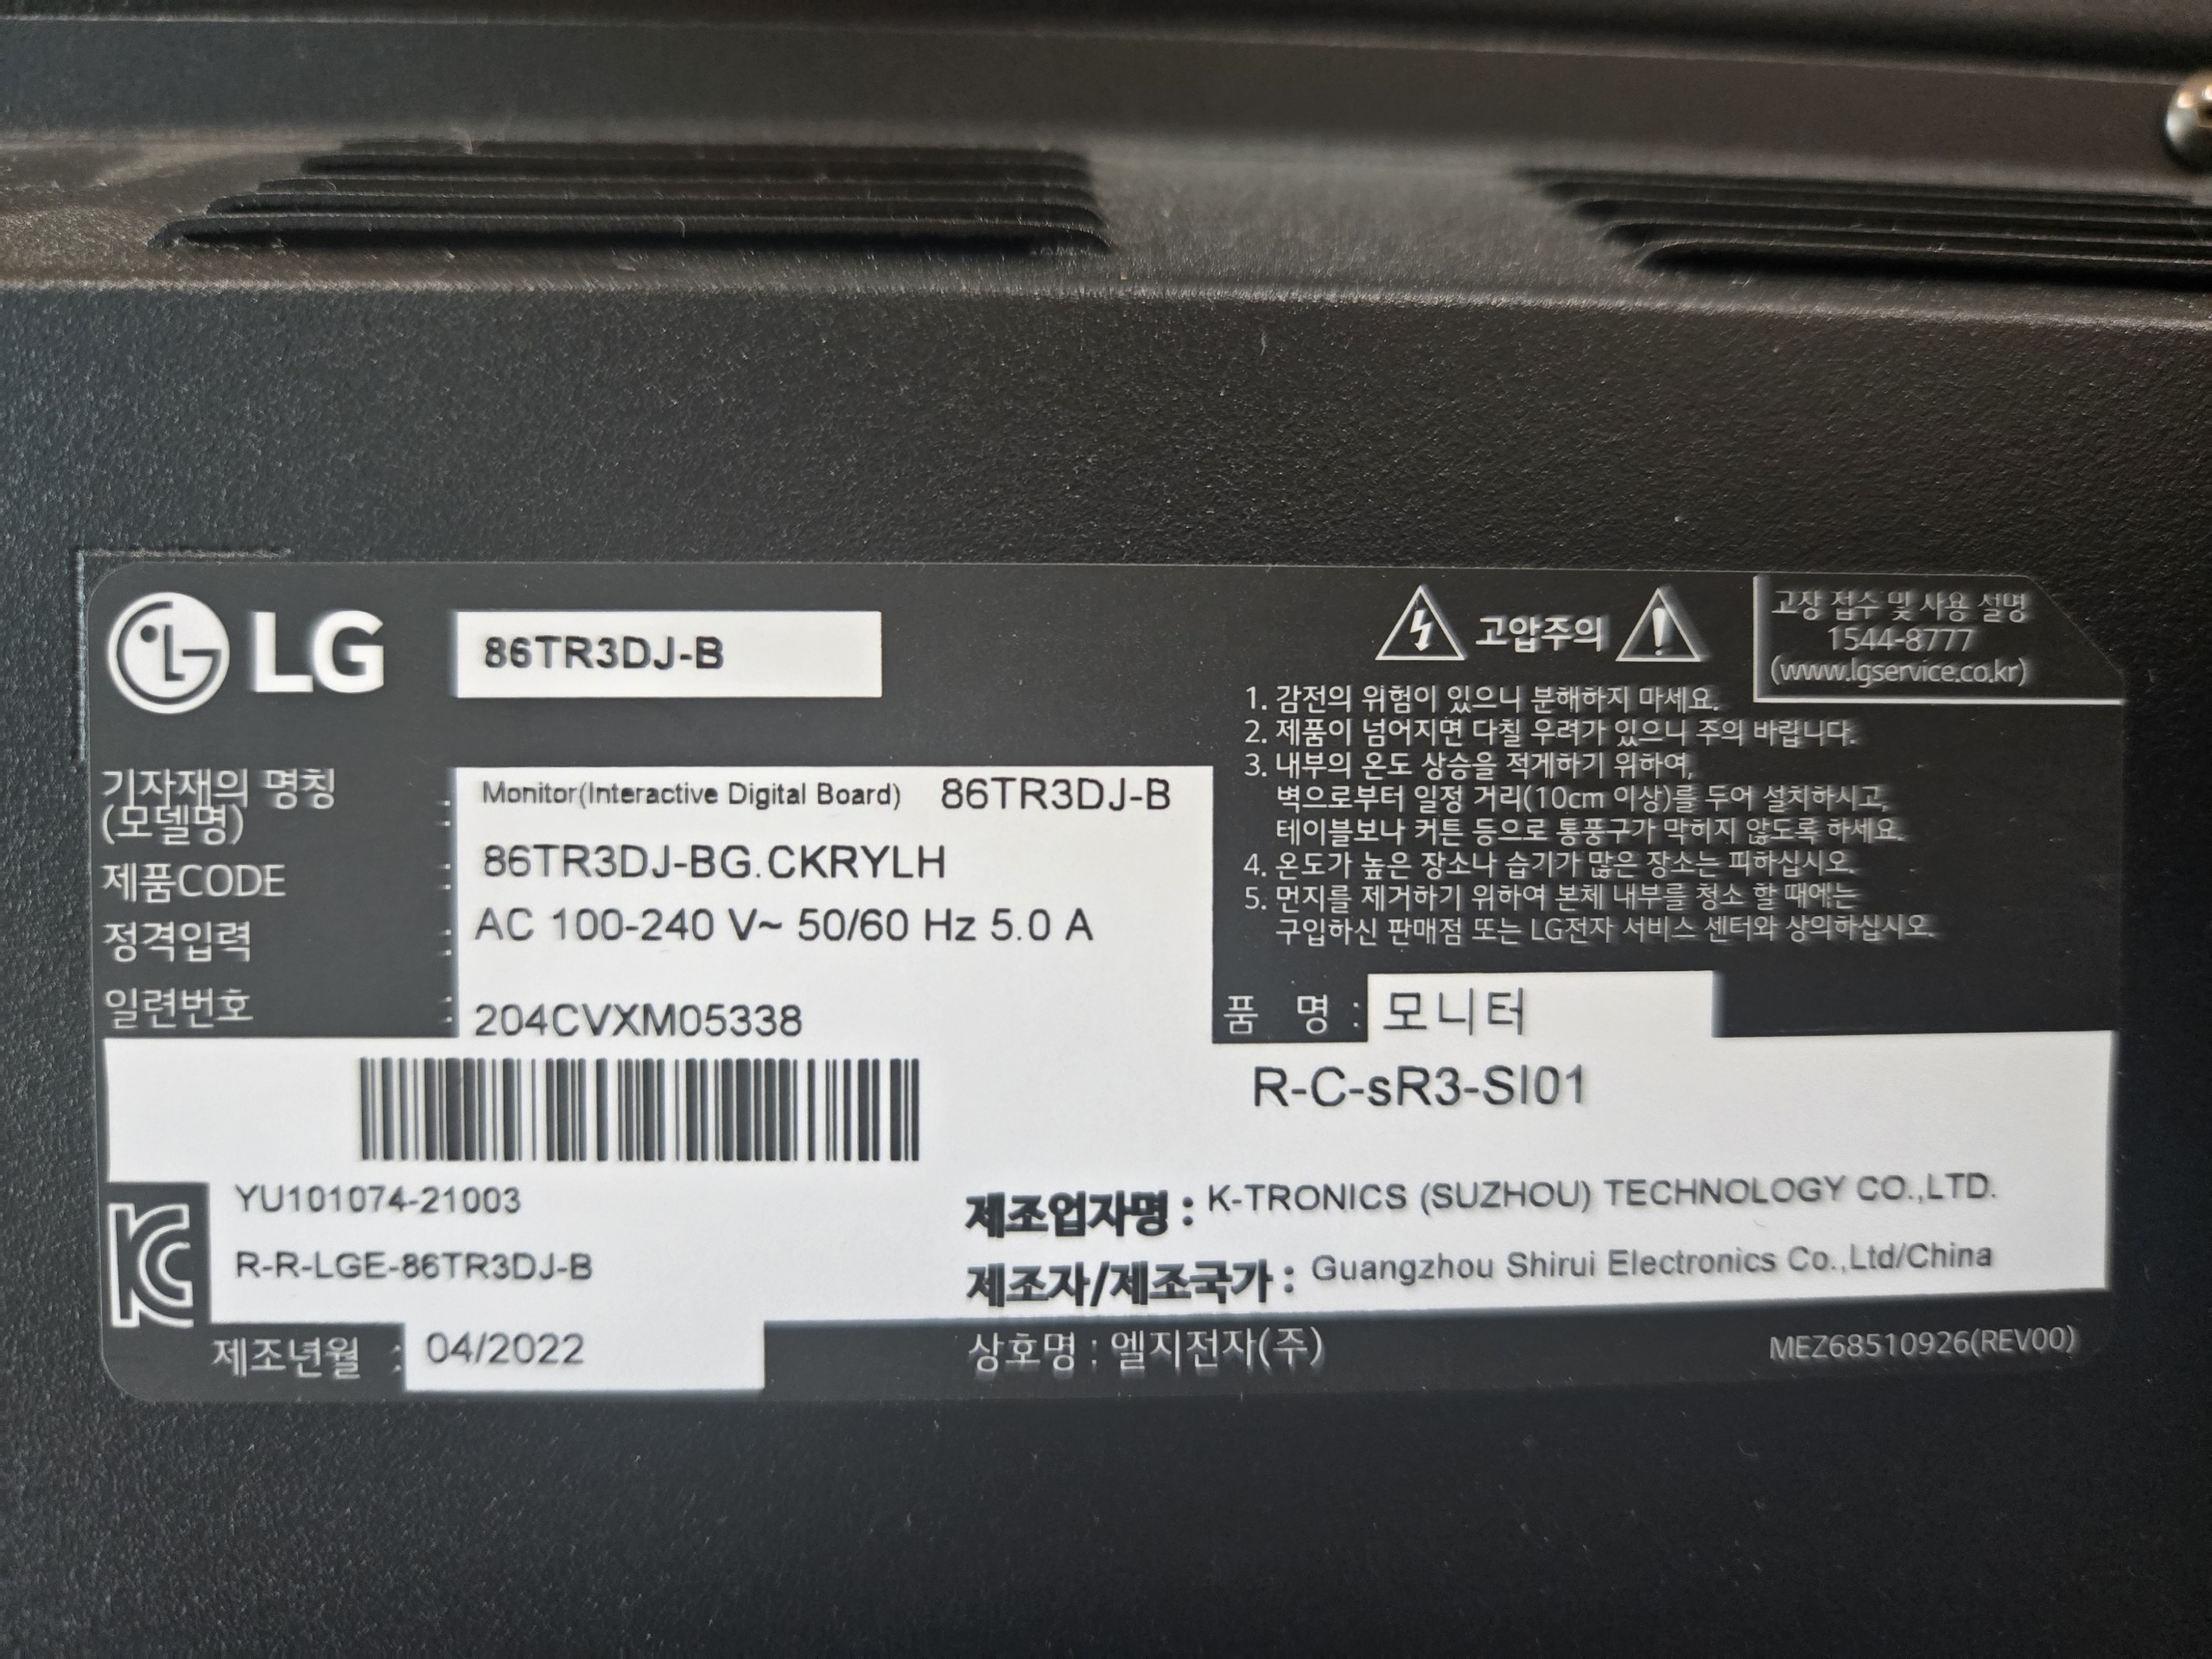 LG
86TR3DJ-B
고압주의
고장 접수 및 사용 설명
1544-8777
(www.lgservice.co.kr)
1. 감전의 위험이 있으니 분해하지 마세요.
2. 제품이 넘어지면 다칠 우려가 있으니 주의 바랍니다.
3. 내부의 온도 상승을 적게하기 위하여,
벽으로부터 일정 거리(10cm 이상)를 두어 설치하시고,
테이블보나 커튼 등으로 통풍구가 막히지 않도록 하세요.
4. 온도가 높은 장소나 습기가 많은 장소는 피하십시오.
5. 먼지를 제거하기 위하여 본체 내부를 청소 할 때에는
구입하신 판매점 또는 LG전자 서비스 센터와 상의하십시오.
기자재의 명칭
(모델명) : Monitor(Interactive Digital Board) 86TR3DJ-B
제품CODE : 86TR3DJ-BG.CKRYLH
정격입력 : AC 100-240 V~ 50/60 Hz 5.0 A
일련번호 : 204CVXM05338
품 명 : 모니터
R-C-sR3-SI01
YU101074-21003
R-R-LGE-86TR3DJ-B
제조업자명 : K-TRONICS (SUZHOU) TECHNOLOGY CO.,LTD.
제조자/제조국가 : Guangzhou Shirui Electronics Co.,Ltd/China
제조년월 : 04/2022
상호명 : 엘지전자(주)
MEZ68510926(REV00)